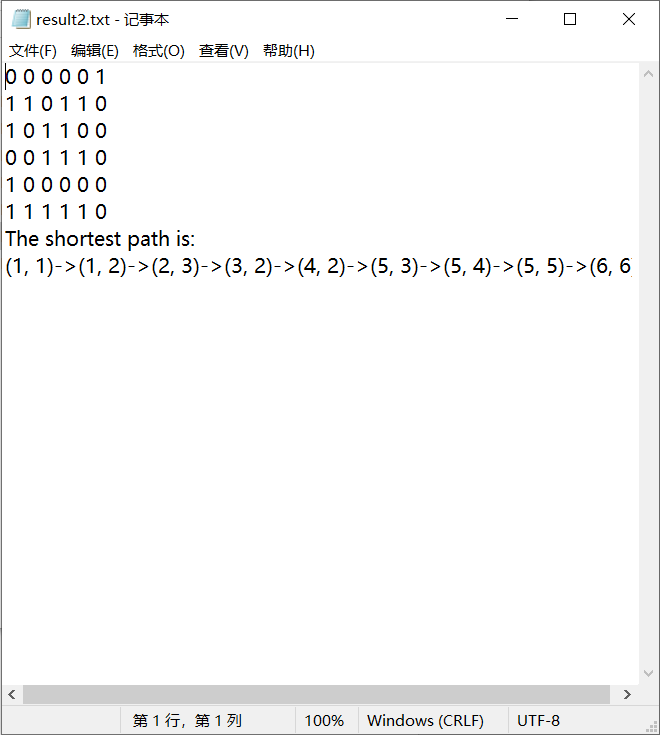 result2.txt - 记事本
文件(F) 编辑(E) 格式(O) 查看(V) 帮助(H)
0 0 0 0 0 1
1 1 0 1 1 0
1 0 1 1 0 0
0 0 1 1 1 0
1 0 0 0 0 0
1 1 1 1 1 0
The shortest path is:
(1, 1)->(1, 2)->(2, 3)->(3, 2)->(4, 2)->(5, 3)->(5, 4)->(5, 5)->(6, 6)
第 1 行，第 1 列 100% Windows (CRLF) UTF-8